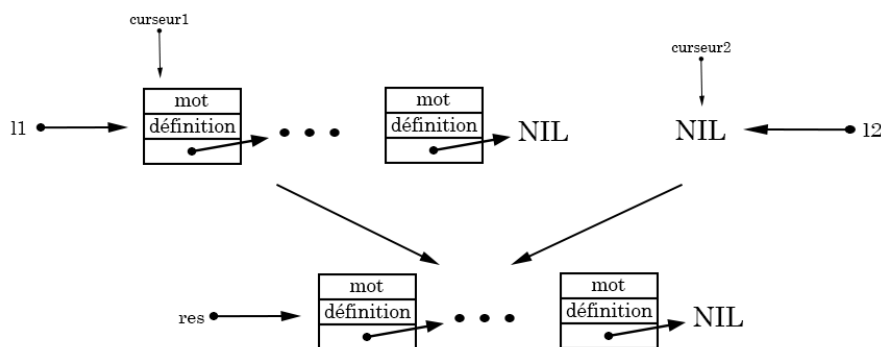 curseur1
curseur2
mot
mot
l1
définition
définition
NIL
NIL
l2
mot
mot
res
définition
définition
NIL